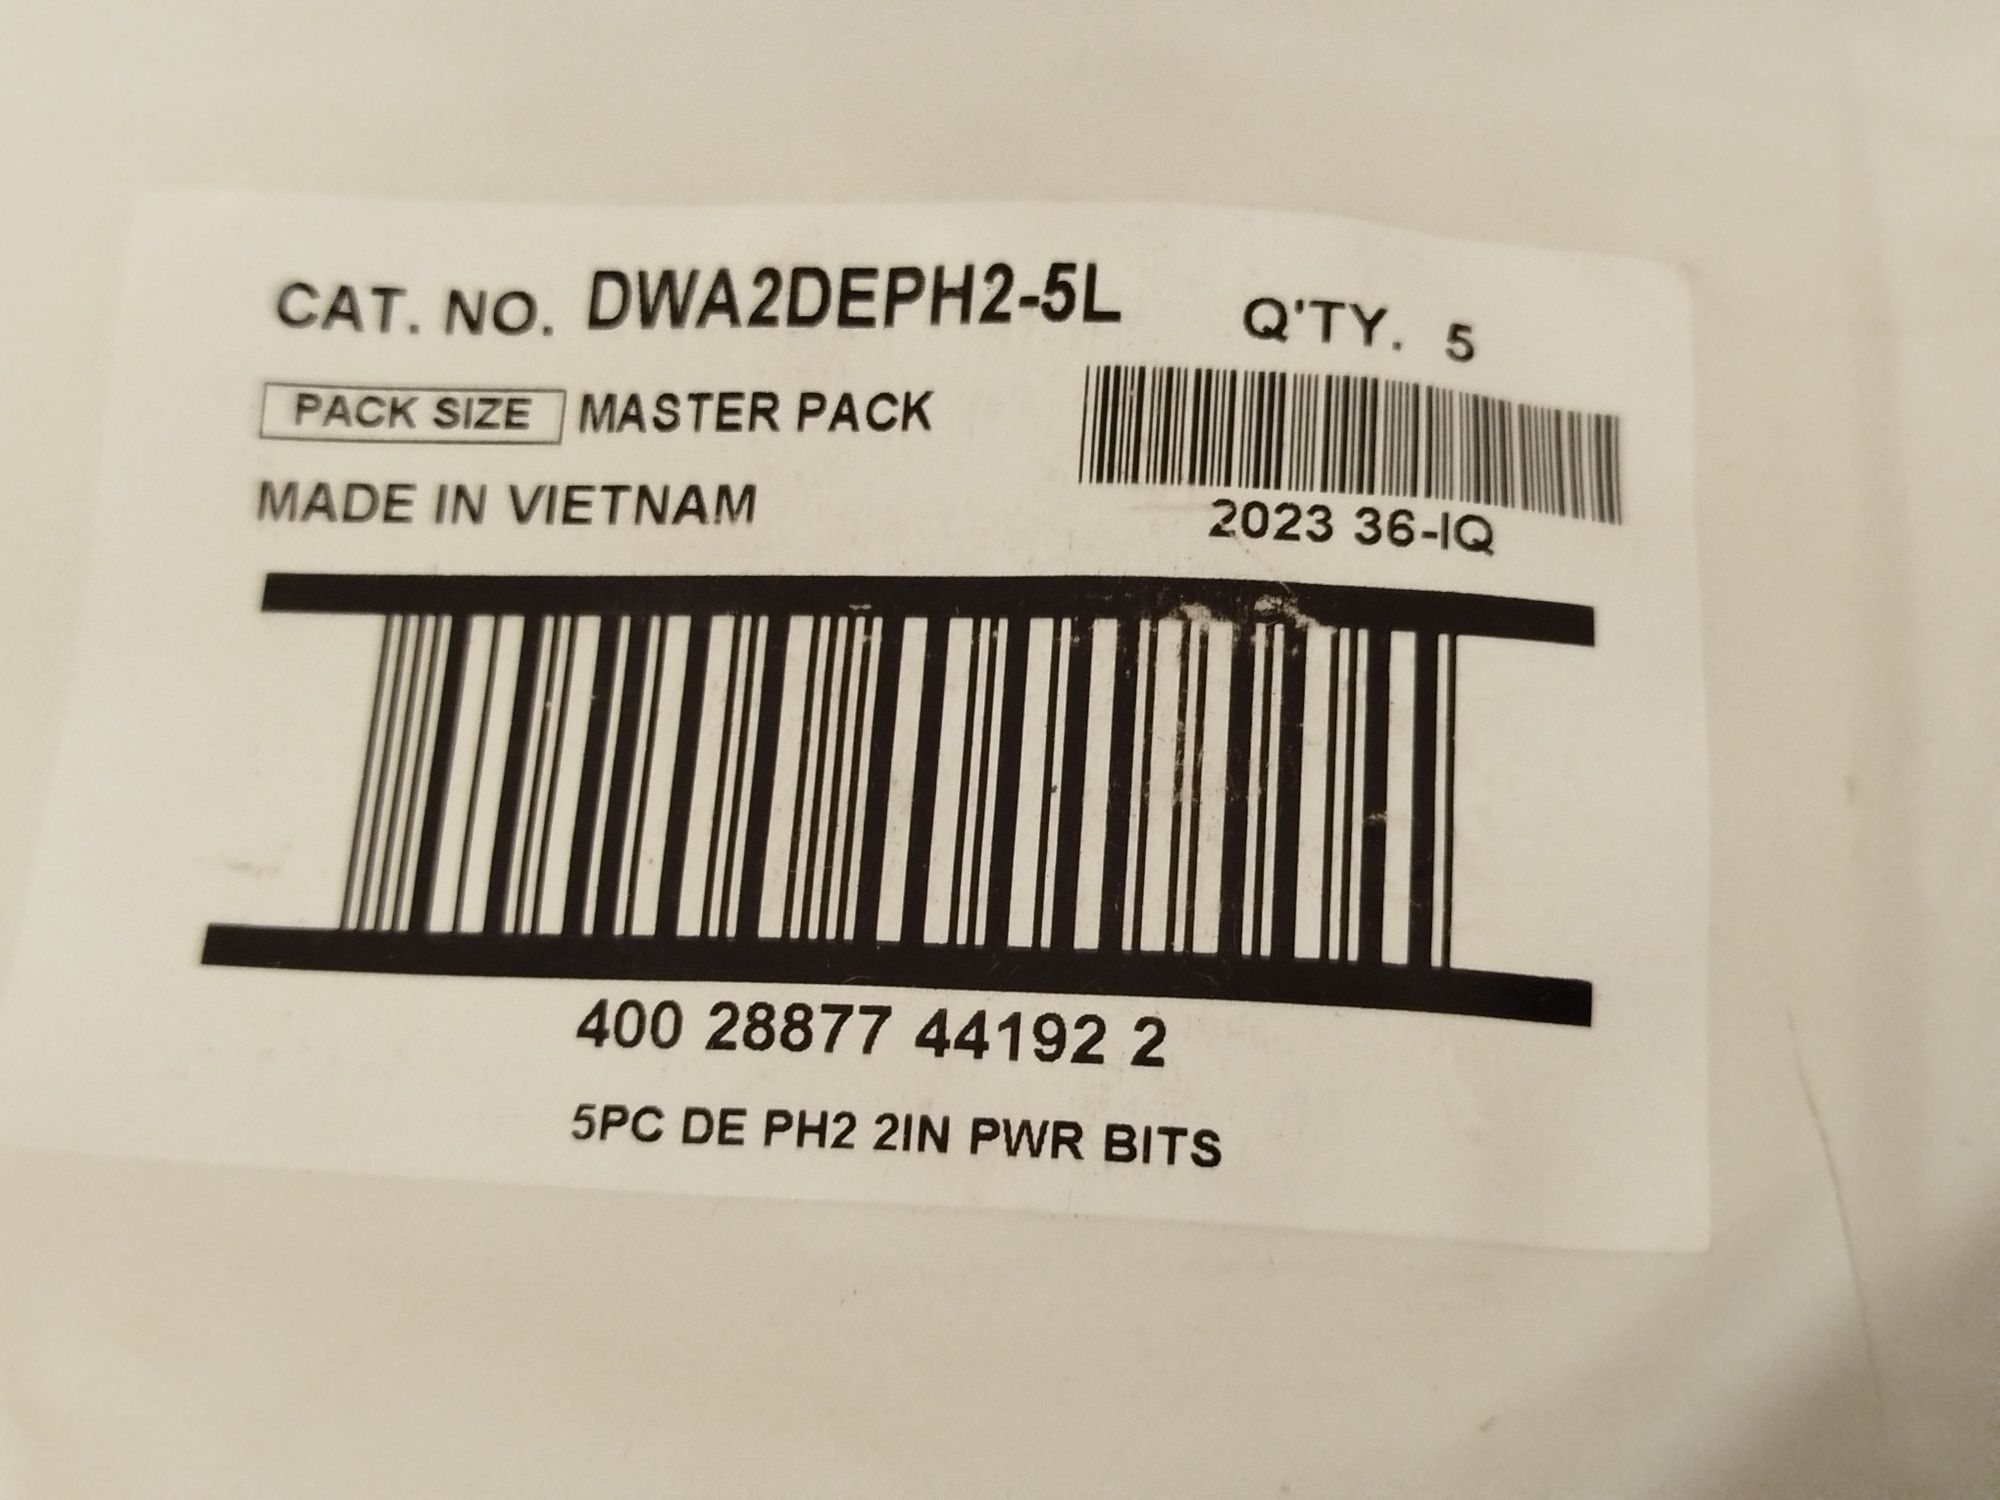 CAT. NO. DWA2DEPH2-5L Q'TY. 5
PACK SIZE MASTER PACK
MADE IN VIETNAM
2023 36-IQ
400 28877 44192 2
5PC DE PH2 2IN PWR BITS